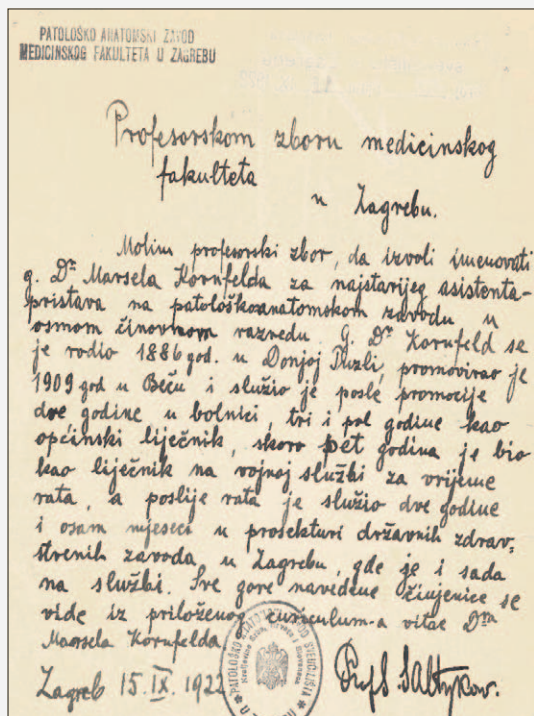 PATOLOŠKO ANATOMSKI ZAVOD
MEDICINSKOG FAKULTETA U ZAGREBU
Profesorskom zboru medicinskog
fakulteta
u Zagrebu.
Molim profesorski zbor, da izvoli imenovati
g. Dr Marsela Kornfelda za najstarijeg asistenta-
pristava na patološkoanatomskom zavodu u
osmom činovnom razredu. G. Dr Kornfeld se
je rodio 1886 god. u Donjoj Tuzli, promovirao je
1909 god u Beču i služio je posle promocije
dve godine u bolnici, tri i pol godine kao
općinski liječnik, skoro pet godina je bio
kao liječnik na vojnoj službi za vrijeme
rata, a poslije rata je služio dve godine
i osam mjeseci u prosekturi državnih zdrav=
stvenih zavoda u Zagrebu, gde je i sada
na službi. Sve gore navedene činjenice se
vide iz priloženog curiculum-a vitae Dra
Marsela Kornfelda.
Zagreb 15.IX.1922
Prof S. Saltykow.